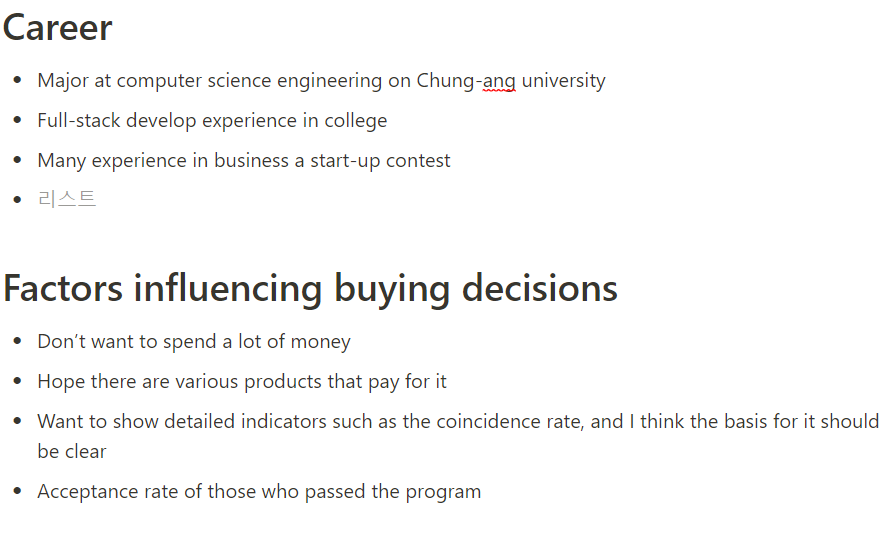 Career
Major at computer science engineering on Chung-ang university
Full-stack develop experience in college
Many experience in business a start-up contest
리스트
Factors influencing buying decisions
Don’t want to spend a lot of money
Hope there are various products that pay for it
Want to show detailed indicators such as the coincidence rate, and I think the basis for it should
be clear
Acceptance rate of those who passed the program